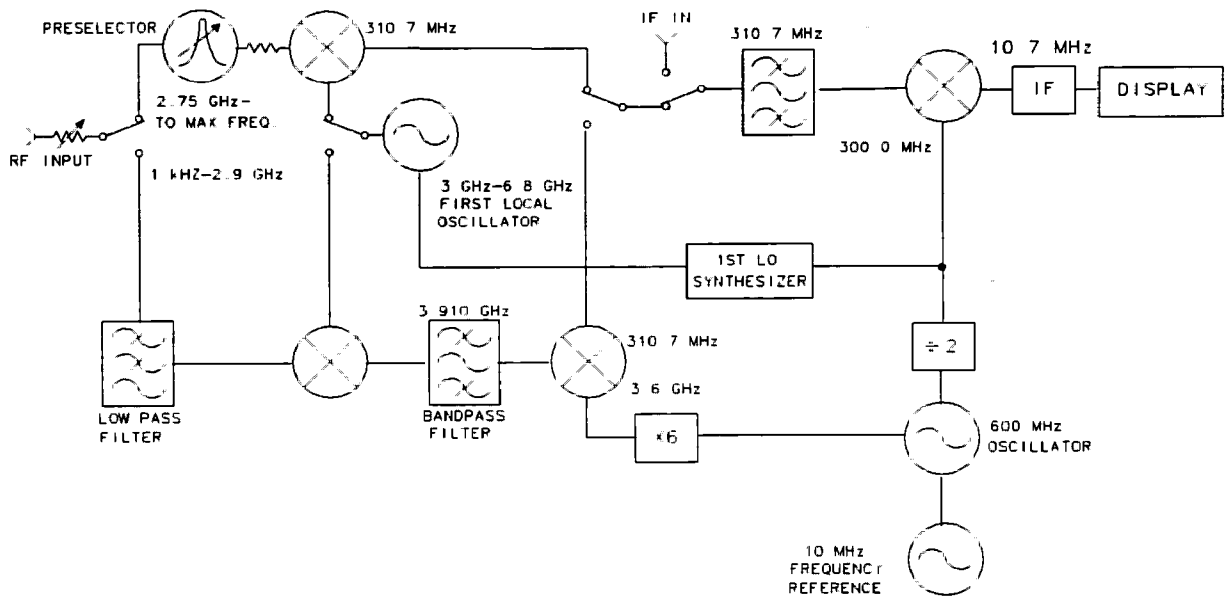 PRESELECTOR
310 7 MHz
IF IN
310 7 MHz
10 7 MHz
IF
DISPLAY
2.75 GHz-
TO MAX FREQ.
RF INPUT
1 kHZ-2.9 GHz
300 0 MHz
3 GHz-6 8 GHz
FIRST LOCAL
OSCILLATOR
1ST LO
SYNTHESIZER
3 910 GHz
310 7 MHz
÷2
LOW PASS
FILTER
BANDPASS
FILTER
3 6 GHz
×6
600 MHz
OSCILLATOR
10 MHz
FREQUENCY
REFERENCE